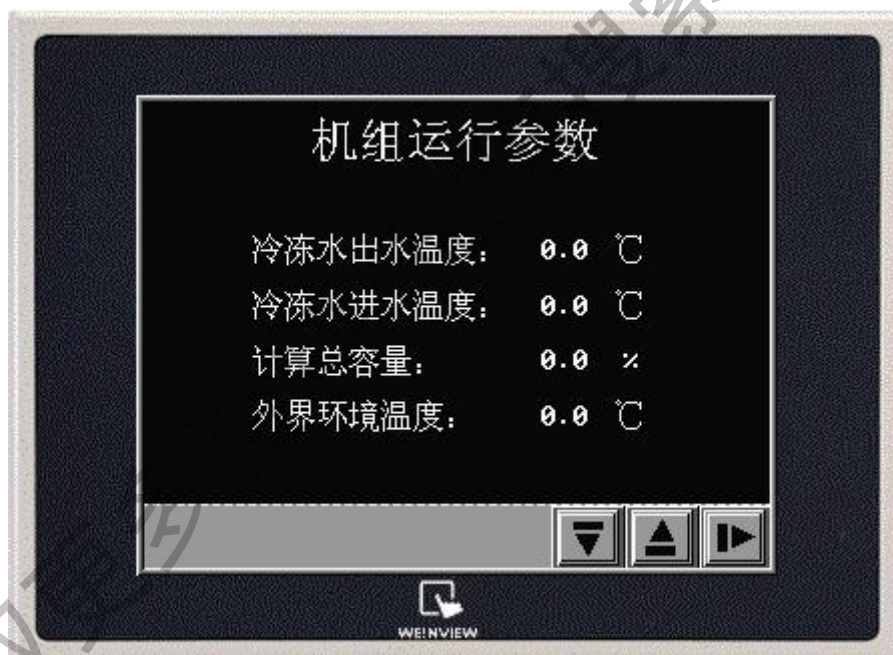 机组运行参数
冷冻水出水温度: 0.0 ℃
冷冻水进水温度: 0.0 ℃
计算总容量: 0.0 %
外界环境温度: 0.0 ℃
WEINVIEW